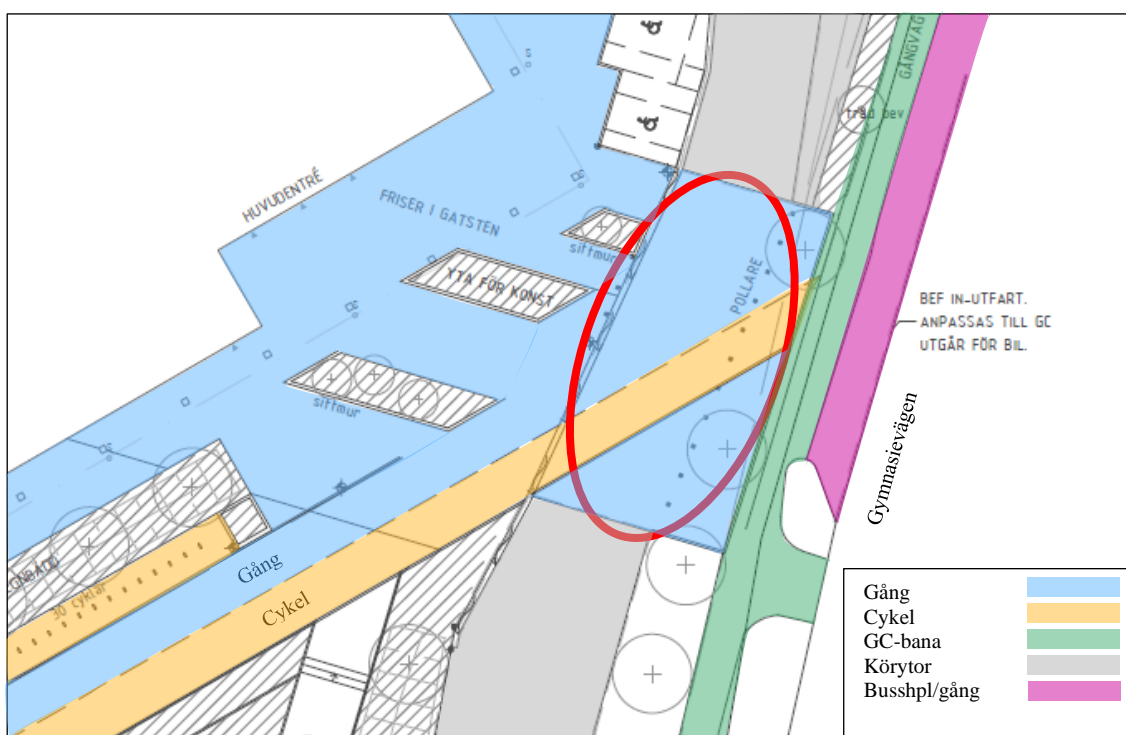 GÅNGVÄG
träd bev
HUVUDENTRÉ
FRISER I GATSTEN
sittmur
YTA FÖR KONST
POLLARE
BEF IN-UTFART.
ANPASSAS TILL GC
UTGÅR FÖR BIL.
sittmur
Gymnasievägen
30 cyklar
Gång
Cykel
Gång
Cykel
GC-bana
Körytor
Busshpl/gång